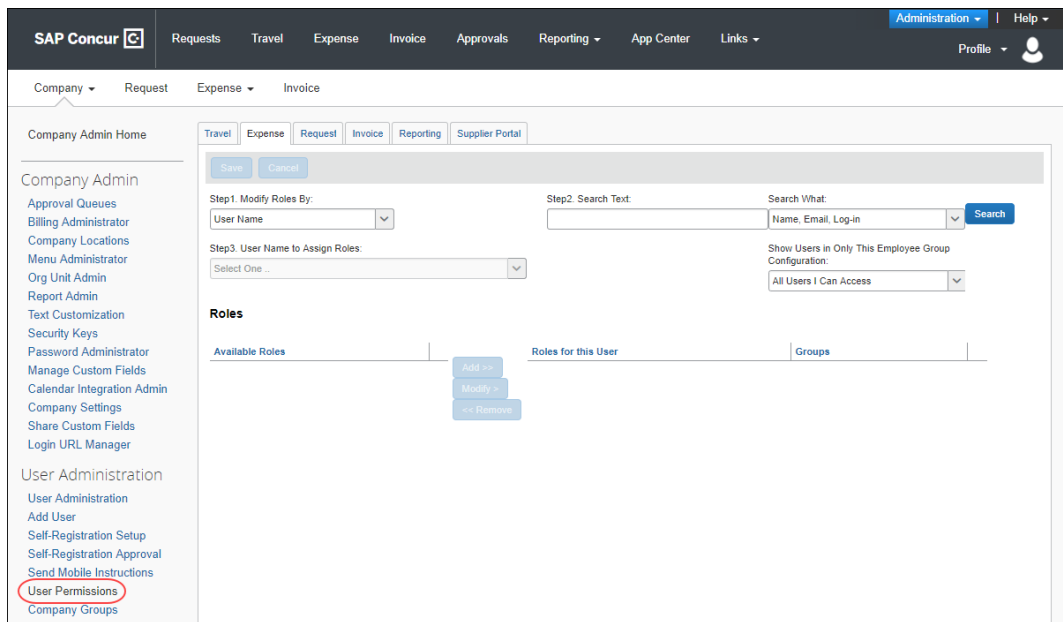 Administration | Help
SAP Concur C Requests Travel Expense Invoice Approvals Reporting App Center Links
Profile
Company Request Expense Invoice
Company Admin Home
Company Admin
Approval Queues
Billing Administrator
Company Locations
Menu Administrator
Org Unit Admin
Report Admin
Text Customization
Security Keys
Password Administrator
Manage Custom Fields
Calendar Integration Admin
Company Settings
Share Custom Fields
Login URL Manager
User Administration
User Administration
Add User
Self-Registration Setup
Self-Registration Approval
Send Mobile Instructions
User Permissions
Company Groups
Travel Expense Request Invoice Reporting Supplier Portal
Save Cancel
Step1. Modify Roles By: Step2. Search Text: Search What:
User Name Name, Email, Log-in Search
Step3. User Name to Assign Roles: Show Users in Only This Employee Group
Configuration:
Select One .. All Users I Can Access
Roles
Available Roles Roles for this User Groups
Add >>
Modify >
<< Remove